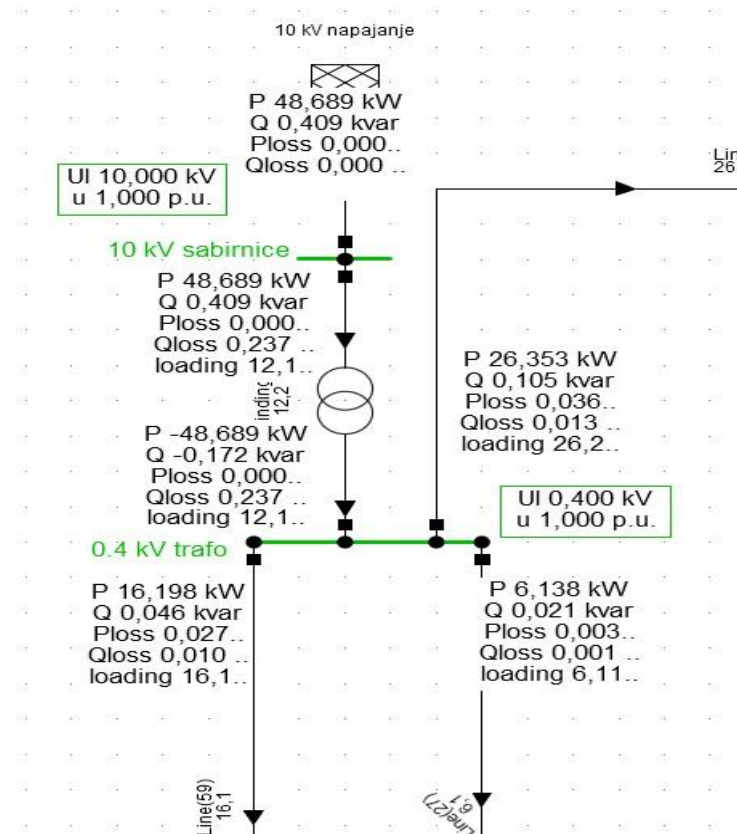 10 kV napajanje
P 48,689 kW
Q 0,409 kvar
Ploss 0,000..
Qloss 0,000 ..
Ul 10,000 kV
u 1,000 p.u.
Lin
26
10 kV sabirnice
P 48,689 kW
Q 0,409 kvar
Ploss 0,000..
Qloss 0,237 ..
loading 12,1..
inding
12,2
P 26,353 kW
Q 0,105 kvar
Ploss 0,036..
Qloss 0,013 ..
loading 26,2..
P -48,689 kW
Q -0,172 kvar
Ploss 0,000..
Qloss 0,237 ..
loading 12,1..
Ul 0,400 kV
u 1,000 p.u.
0.4 kV trafo
P 16,198 kW
Q 0,046 kvar
Ploss 0,027..
Qloss 0,010 ..
loading 16,1..
P 6,138 kW
Q 0,021 kvar
Ploss 0,003..
Qloss 0,001 ..
loading 6,11..
Line(59)
16,1
Line(27)
6,1